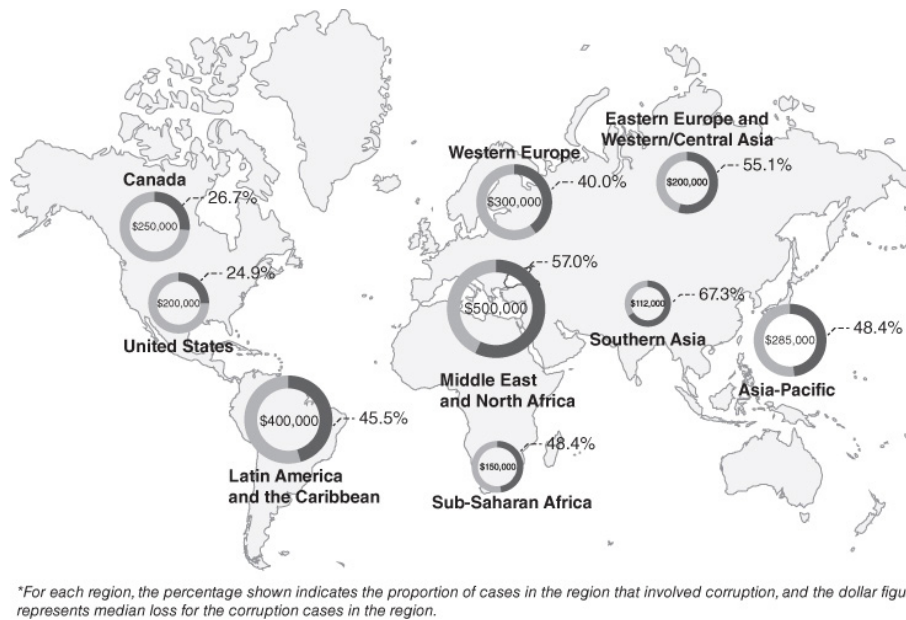 Canada
26.7%
$250,000
24.9%
$200,000
United States
Western Europe
40.0%
$300,000
Eastern Europe and
Western/Central Asia
55.1%
$200,000
57.0%
$500,000
Middle East
and North Africa
67.3%
$112,000
Southern Asia
48.4%
$285,000
Asia-Pacific
$400,000
45.5%
Latin America
and the Caribbean
48.4%
$150,000
Sub-Saharan Africa
*For each region, the percentage shown indicates the proportion of cases in the region that involved corruption, and the dollar figu
represents median loss for the corruption cases in the region.